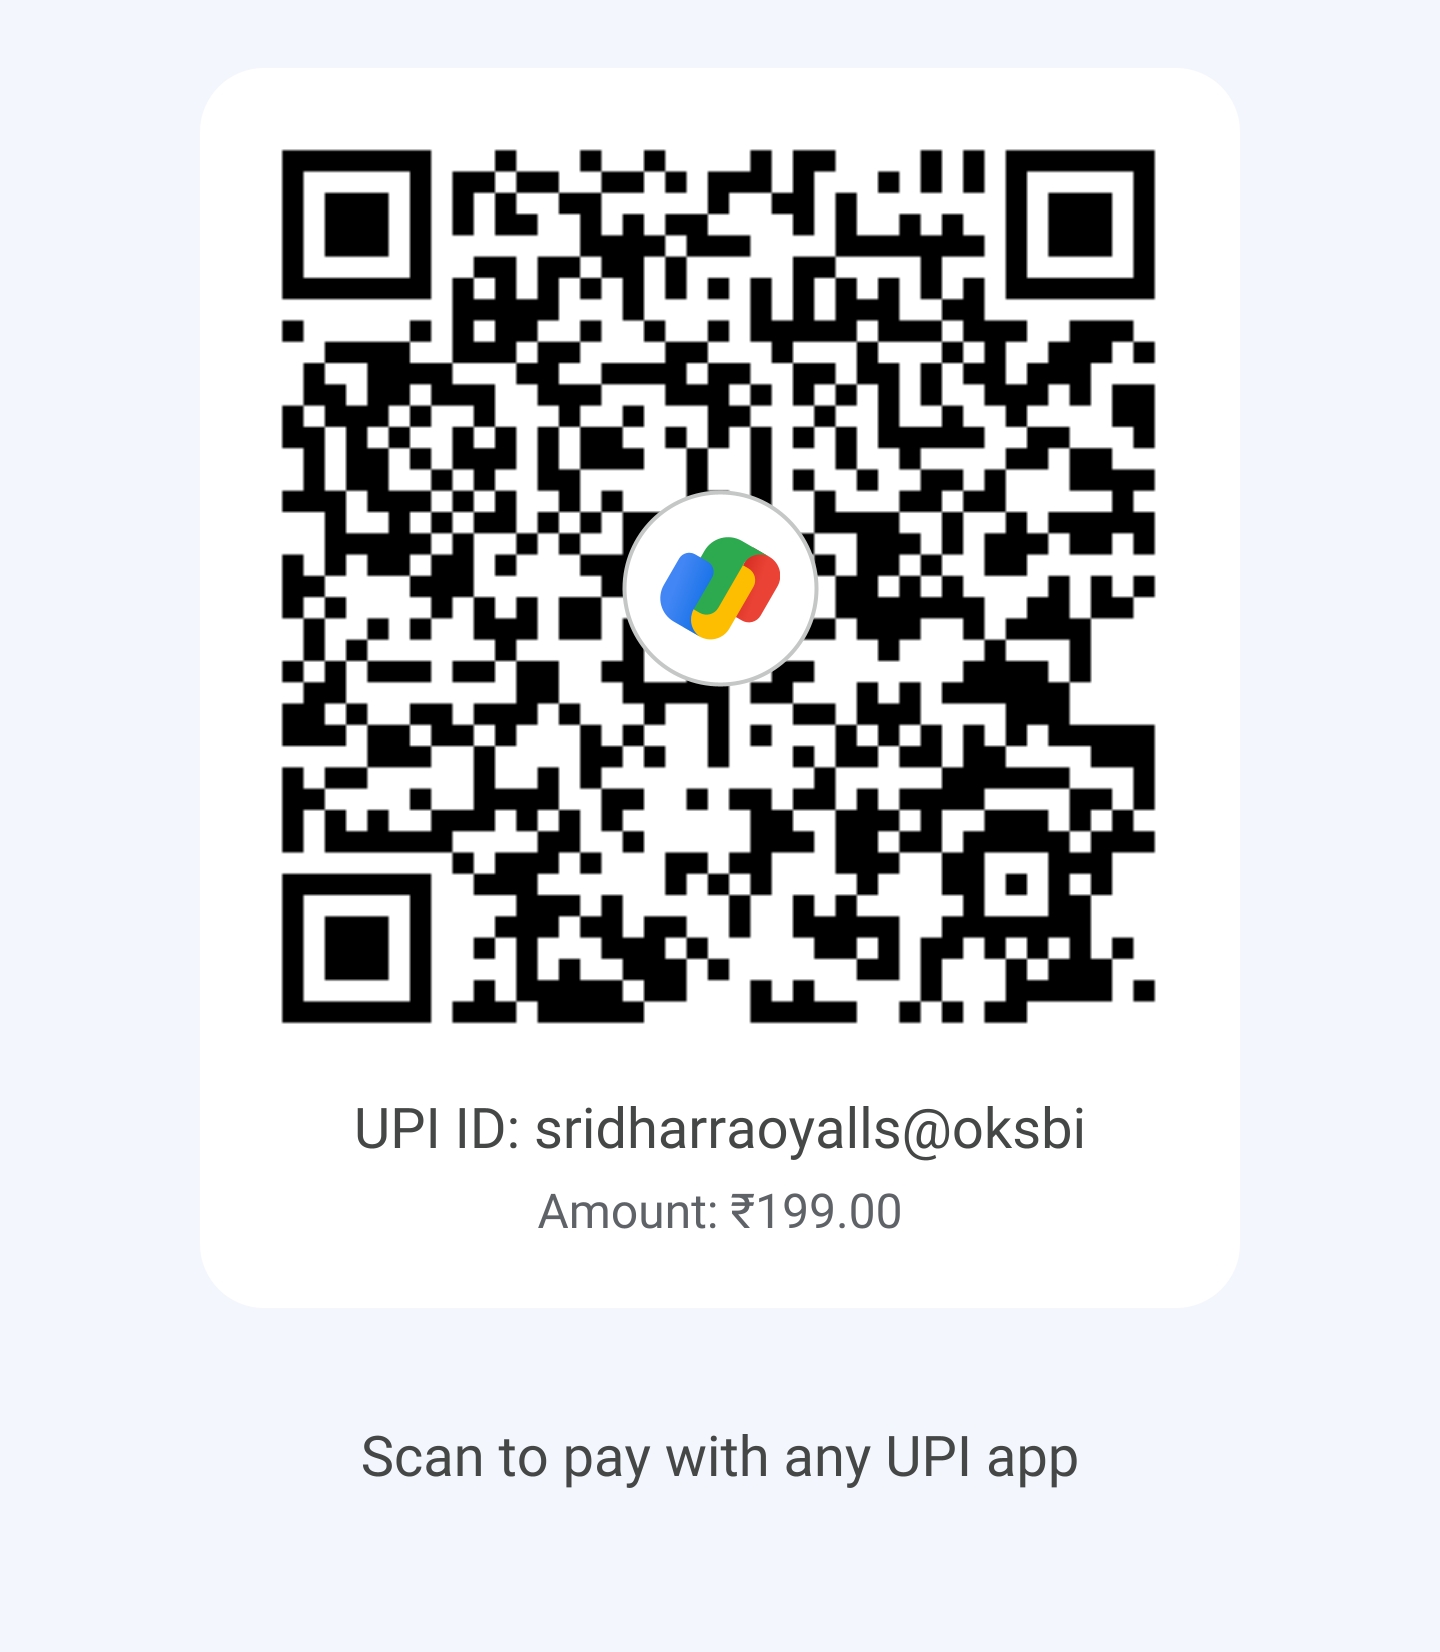 UPI ID: sridharraoyalls@oksbi
Amount: ₹199.00
Scan to pay with any UPI app